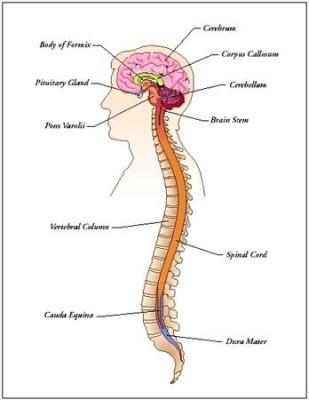 Cerebrum
Body of Fornix
Corpus Callosum
Pituitary Gland
Cerebellum
Pons Varolii
Brain Stem
Vertebral Column
Spinal Cord
Cauda Equina
Dura Mater